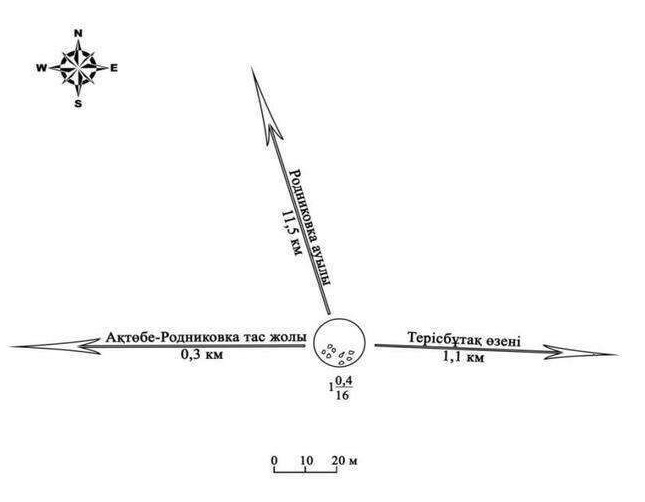 N
W E
S
Родниковка ауылы
11,5 км
Ақтөбе-Родниковка тас жолы
0,3 км
Терісбұтақ өзені
1,1 км
1 0,4
16
0 10 20 м